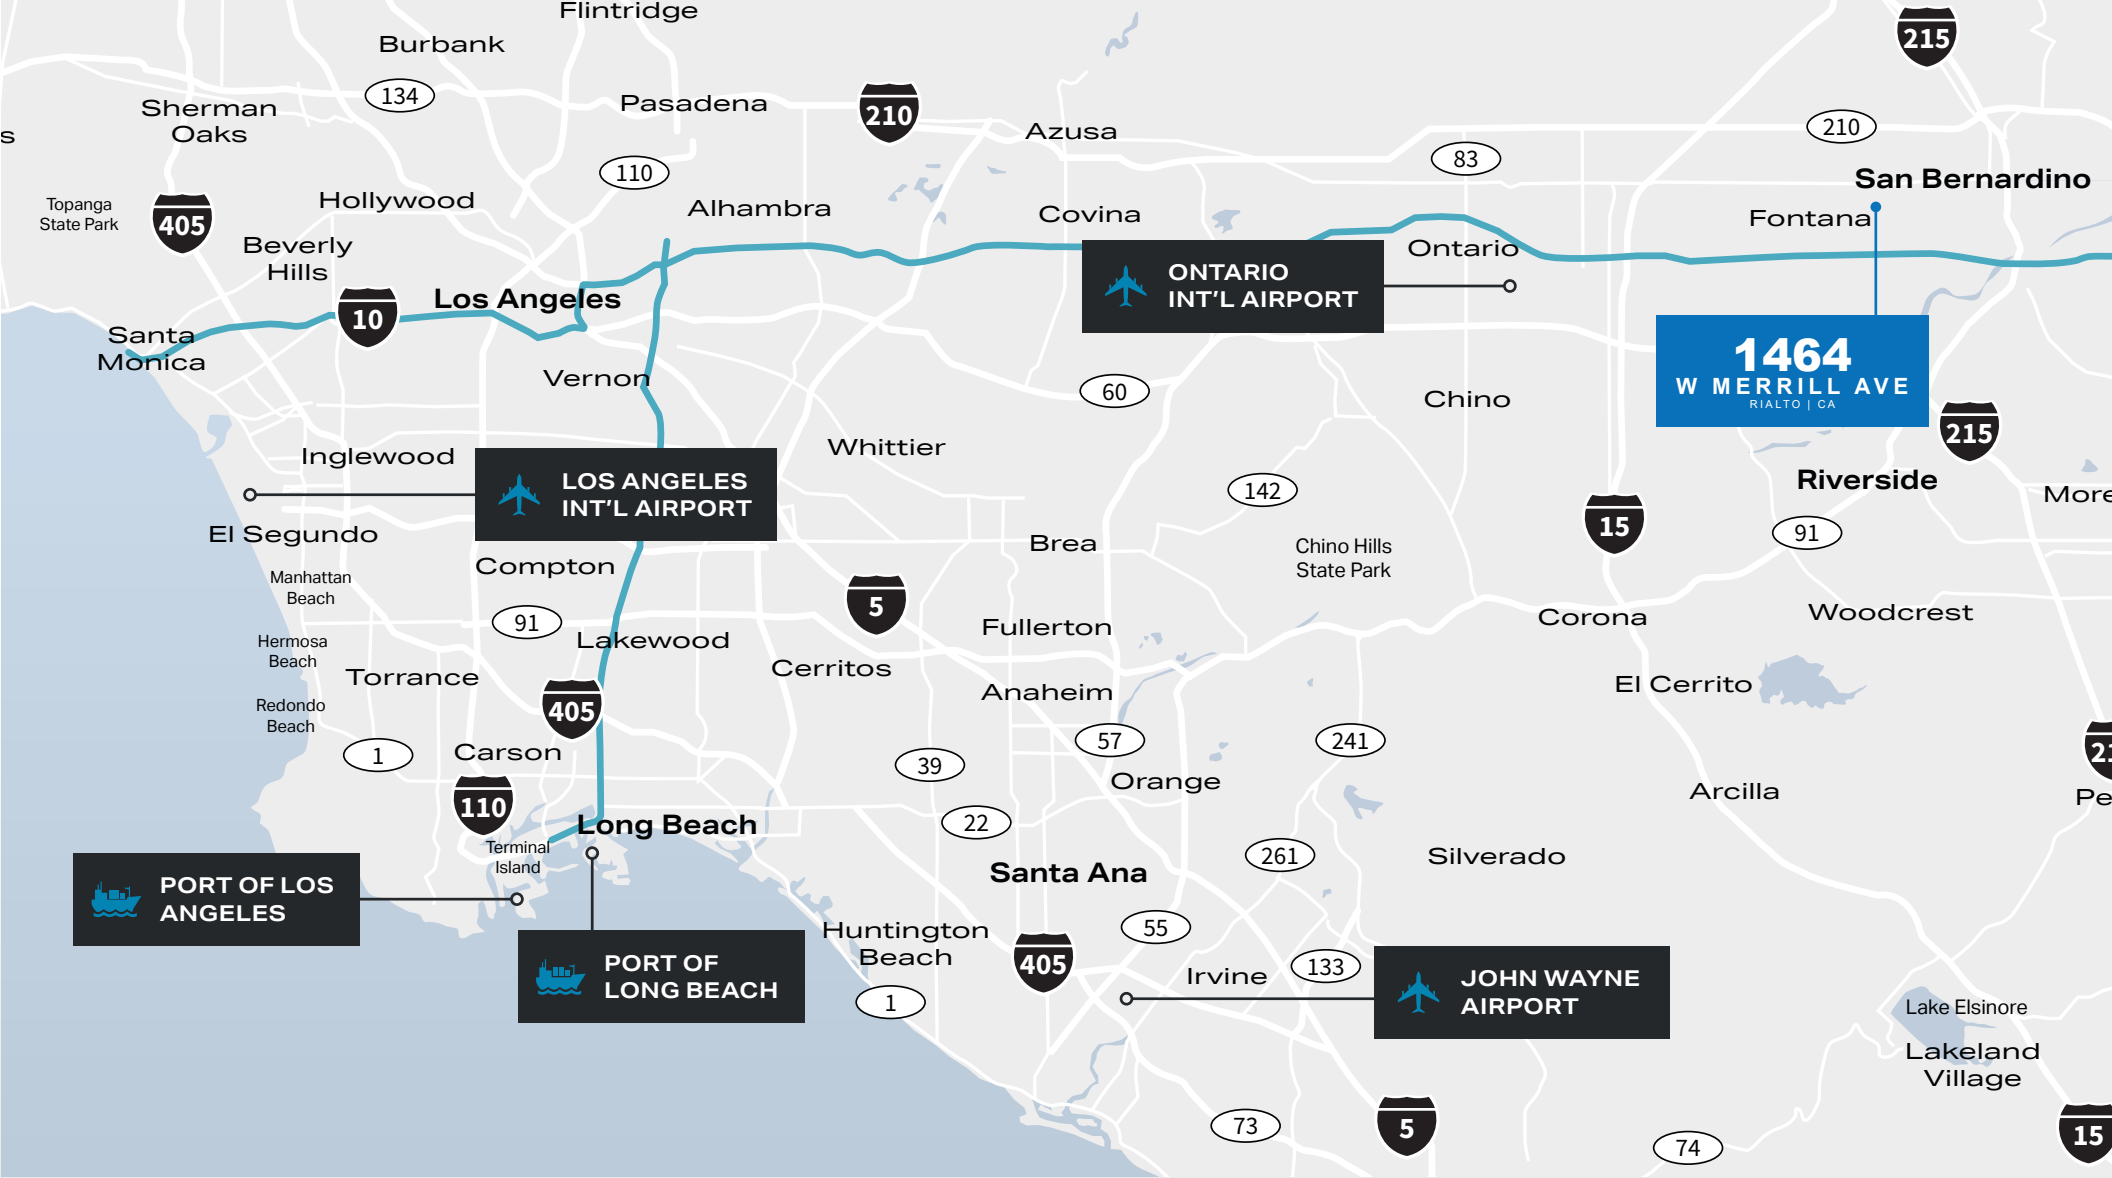 Flintridge
Burbank
215
134
Sherman
Oaks
Pasadena
210
Azusa
210
s
83
110
San Bernardino
Topanga
State Park
405
Hollywood
Alhambra
Covina
Fontana
Beverly
Hills
Ontario
ONTARIO
INT'L AIRPORT
Los Angeles
10
Santa
Monica
1464
W MERRILL AVE
RIALTO | CA
Vernon
60
Chino
215
Whittier
Inglewood
LOS ANGELES
INT'L AIRPORT
142
Riverside
More
15
El Segundo
91
Brea
Chino Hills
State Park
Compton
Manhattan
Beach
5
91
Fullerton
Corona
Woodcrest
Lakewood
Hermosa
Beach
Cerritos
Torrance
Anaheim
El Cerrito
405
Redondo
Beach
57
241
21
1
Carson
39
Orange
Arcilla
Pe
110
22
Long Beach
Terminal
Island
261
Silverado
Santa Ana
PORT OF LOS
ANGELES
55
Huntington
Beach
405
133
PORT OF
LONG BEACH
Irvine
JOHN WAYNE
AIRPORT
1
Lake Elsinore
Lakeland
Village
73
5
74
15